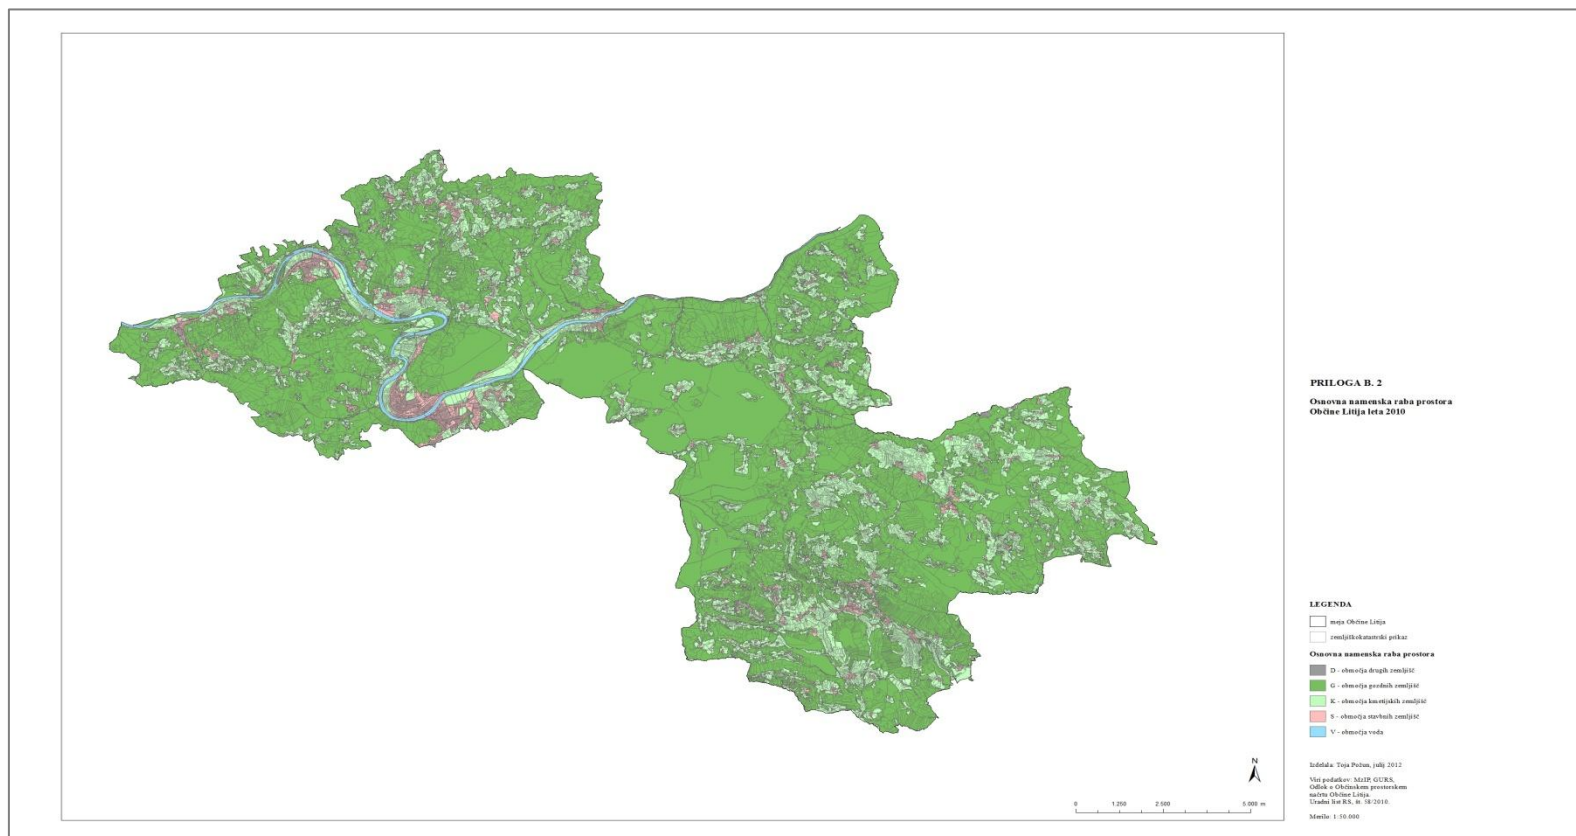 PRILOGA B. 2
Osnovna namenska raba prostora
Občine Litija leta 2010
LEGENDA
meja Občine Litija
zemljiškokatastrski prikaz
Osnovna namenska raba prostora
D - območja drugih zemljišč
G - območja gozdnih zemljišč
K - območja kmetijskih zemljišč
S - območja stavbnih zemljišč
V - območja voda
N
Izdelala: Toja Požun, julij 2012
Viri podatkov: MzIP, GURS,
Odlok o Občinskem prostorskem
načrtu Občine Litija.
Uradni list RS, št. 58/2010.
Merilo: 1:50.000
0 1.250 2.500 5.000 m